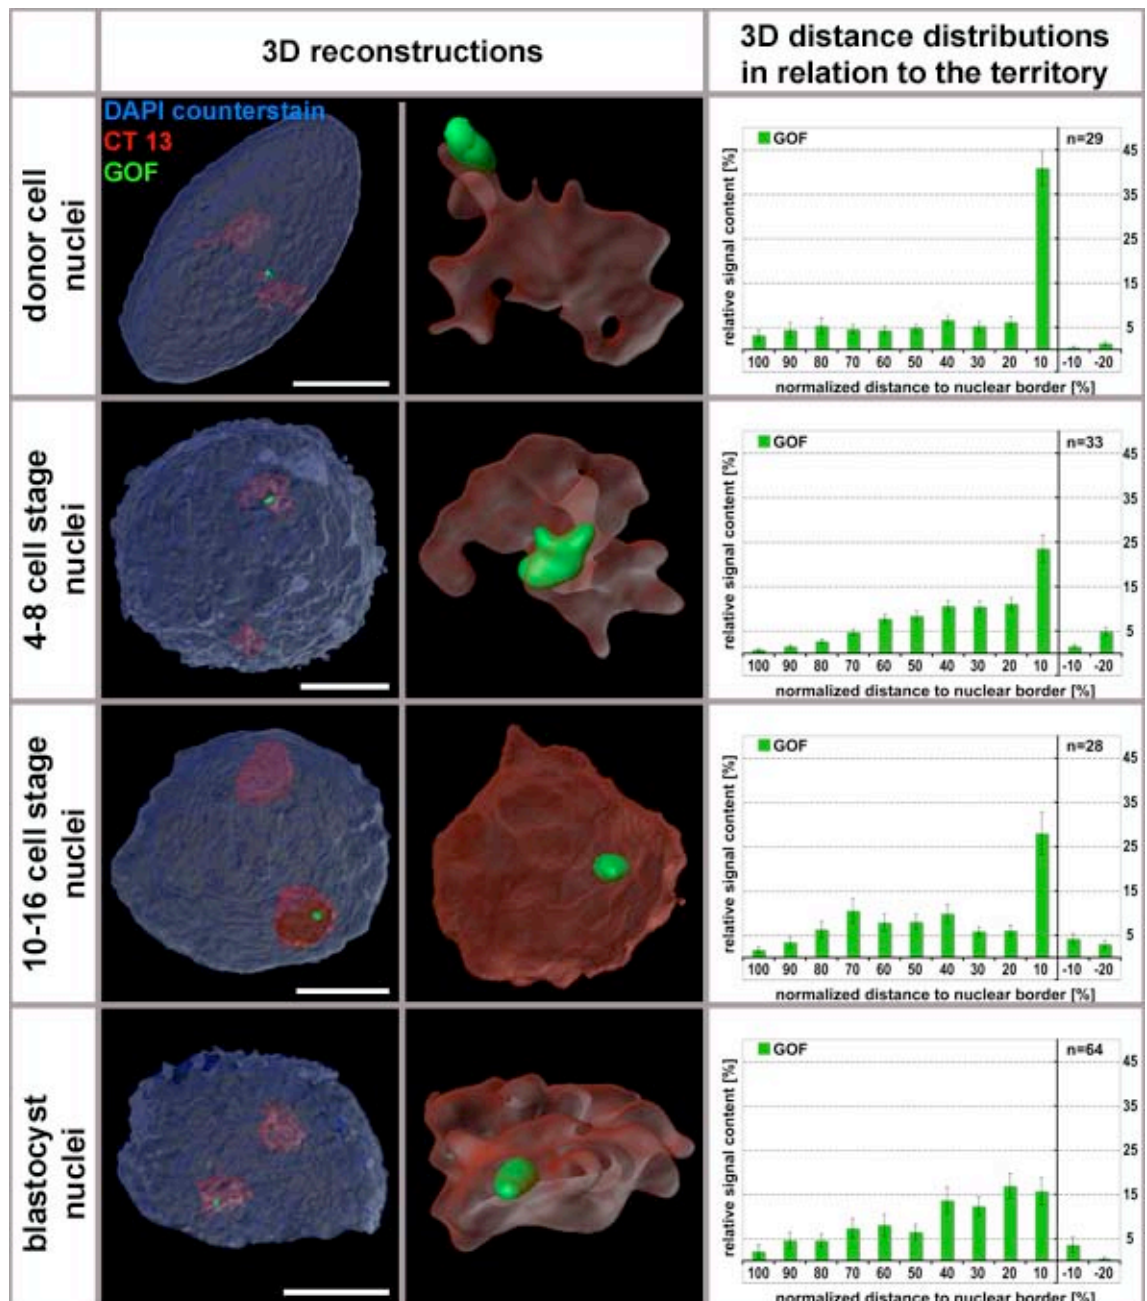 3D reconstructions
3D distance distributions
in relation to the territory
donor cell
nuclei
DAPI counterstain
CT 13
GOF
GOF
n=29
relative signal content [%]
45
35
25
15
5
100 90 80 70 60 50 40 30 20 10 -10 -20
normalized distance to nuclear border [%]
4-8 cell stage
nuclei
GOF
n=33
relative signal content [%]
45
35
25
15
5
100 90 80 70 60 50 40 30 20 10 -10 -20
normalized distance to nuclear border [%]
10-16 cell stage
nuclei
GOF
n=28
relative signal content [%]
45
35
25
15
5
100 90 80 70 60 50 40 30 20 10 -10 -20
normalized distance to nuclear border [%]
blastocyst
nuclei
GOF
n=64
relative signal content [%]
45
35
25
15
5
100 90 80 70 60 50 40 30 20 10 -10 -20
normalized distance to nuclear border [%]